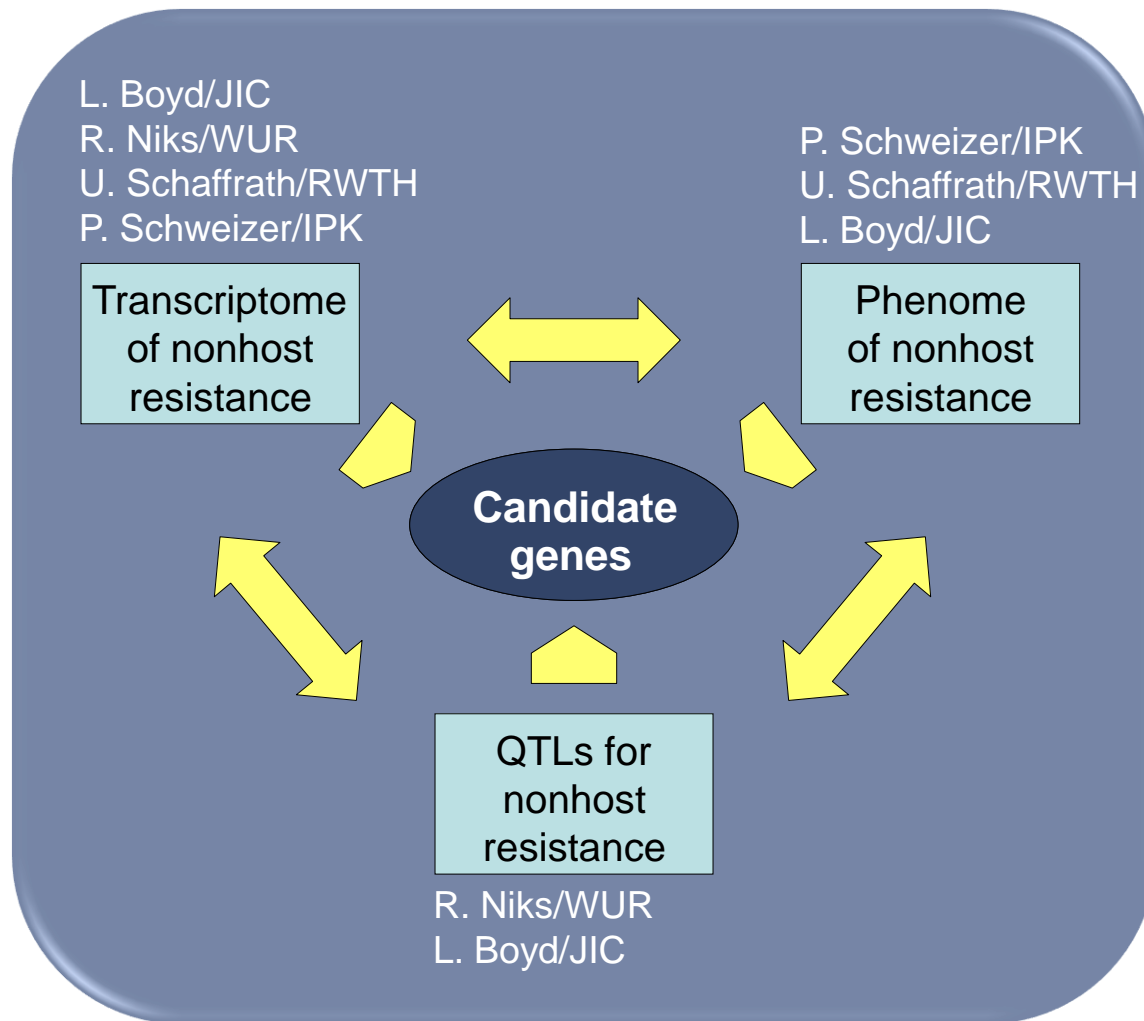 L. Boyd/JIC
R. Niks/WUR
U. Schaffrath/RWTH
P. Schweizer/IPK
Transcriptome
of nonhost
resistance
P. Schweizer/IPK
U. Schaffrath/RWTH
L. Boyd/JIC
Phenome
of nonhost
resistance
Candidate
genes
QTLs for
nonhost
resistance
R. Niks/WUR
L. Boyd/JIC